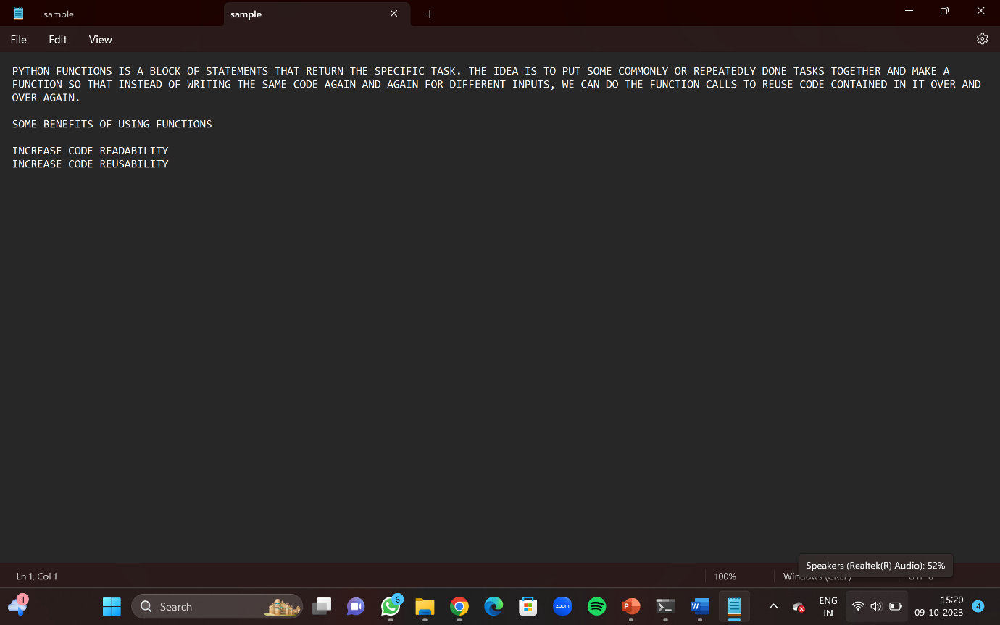 sample
sample
File Edit View
PYTHON FUNCTIONS IS A BLOCK OF STATEMENTS THAT RETURN THE SPECIFIC TASK. THE IDEA IS TO PUT SOME COMMONLY OR REPEATEDLY DONE TASKS TOGETHER AND MAKE A
FUNCTION SO THAT INSTEAD OF WRITING THE SAME CODE AGAIN AND AGAIN FOR DIFFERENT INPUTS, WE CAN DO THE FUNCTION CALLS TO REUSE CODE CONTAINED IN IT OVER AND
OVER AGAIN.
SOME BENEFITS OF USING FUNCTIONS
INCREASE CODE READABILITY
INCREASE CODE REUSABILITY
Speakers (Realtek(R) Audio): 52%
Ln 1, Col 1
100%
1
Search
6
zoom
P
W
ENG
IN
15:20
09-10-2023
4